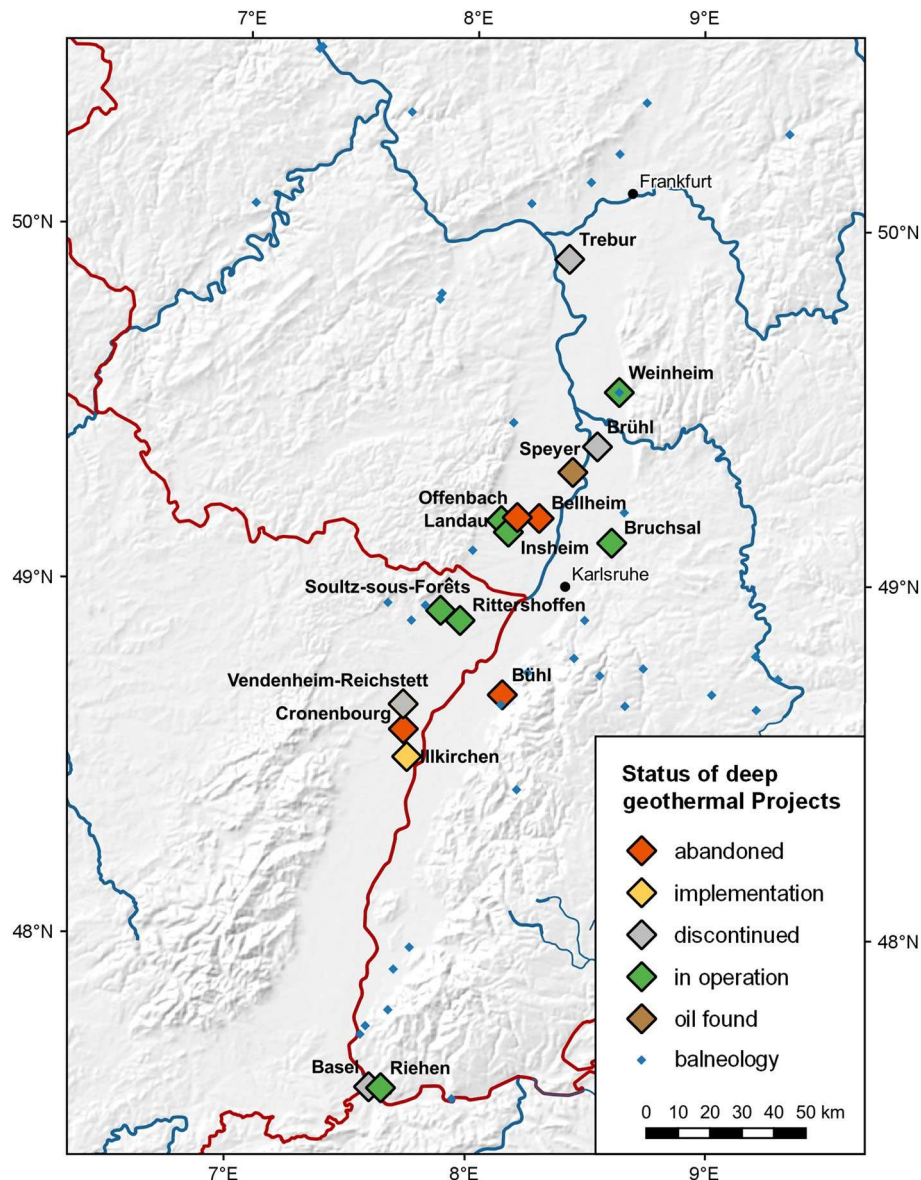 7°E 8°E 9°E
Frankfurt
50°N 50°N
Trebur
Weinheim
Brühl
Speyer
Offenbach
Bellheim
Landau
Bruchsal
Insheim
49°N 49°N
Karlsruhe
Soultz-sous-Forêts
Rittershoffen
Bühl
Vendenheim-Reichstett
Cronenbourg
Illkirchen
Status of deep
geothermal Projects
abandoned
implementation
48°N 48°N
discontinued
in operation
oil found
balneology
Basel
Riehen
0 10 20 30 40 50 km
7°E 8°E 9°E